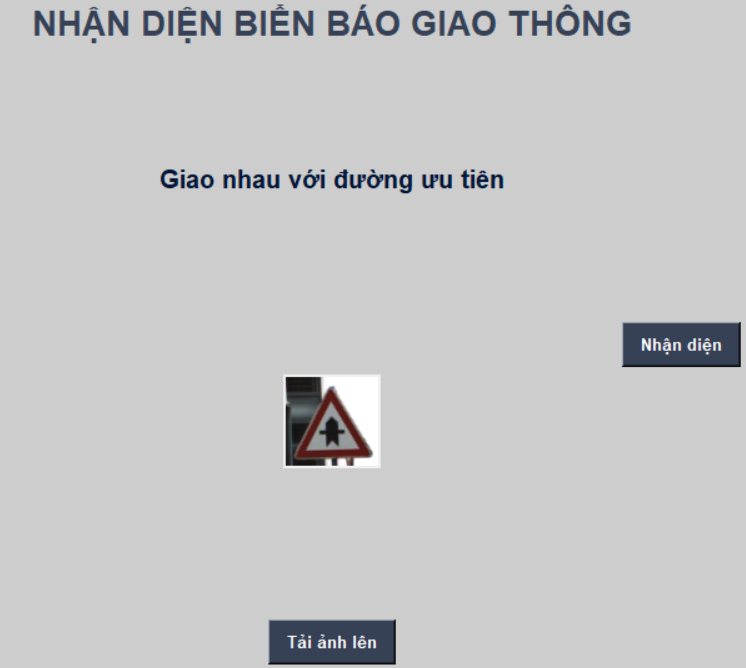 NHẬN DIỆN BIỂN BÁO GIAO THÔNG
Giao nhau với đường ưu tiên
Nhận diện
Tải ảnh lên